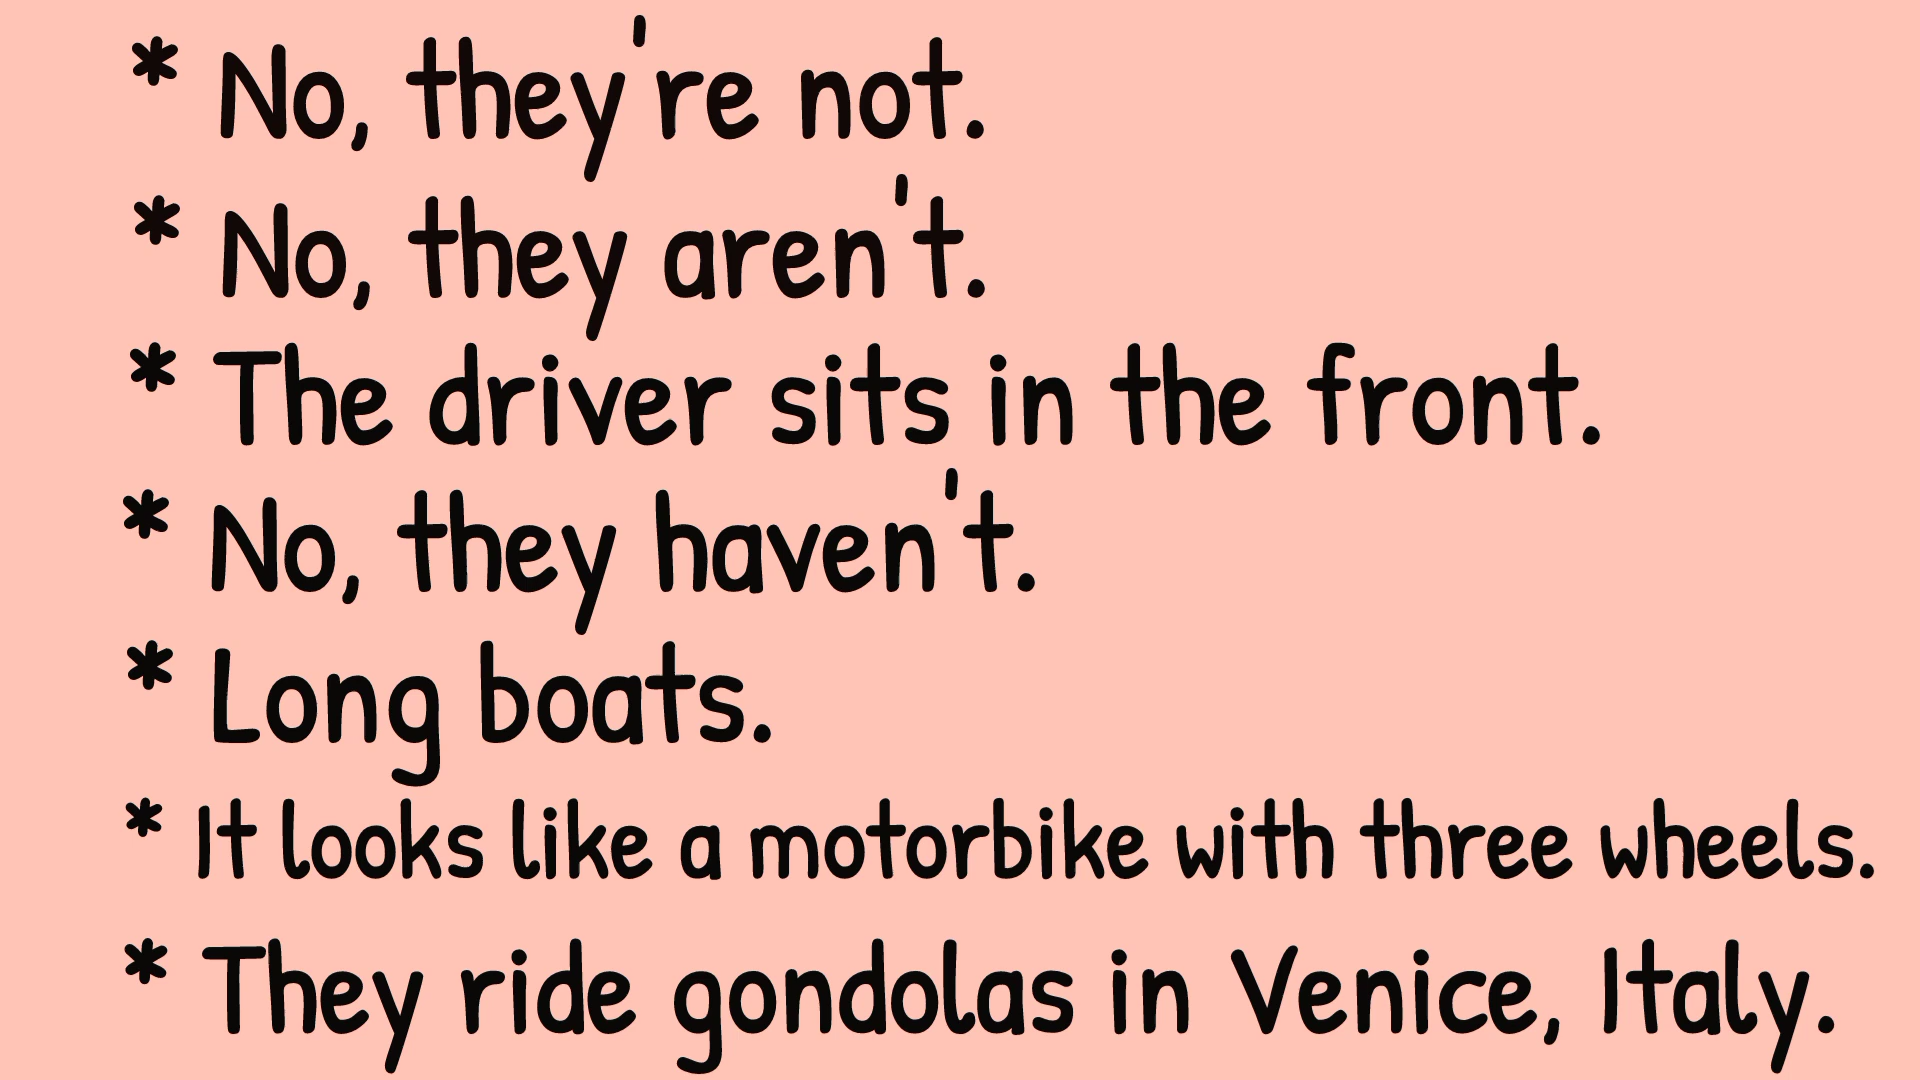 * No, they're not.
* No, they aren't.
* The driver sits in the front.
* No, they haven't.
* Long boats.
* It looks like a motorbike with three wheels.
* They ride gondolas in Venice, Italy.